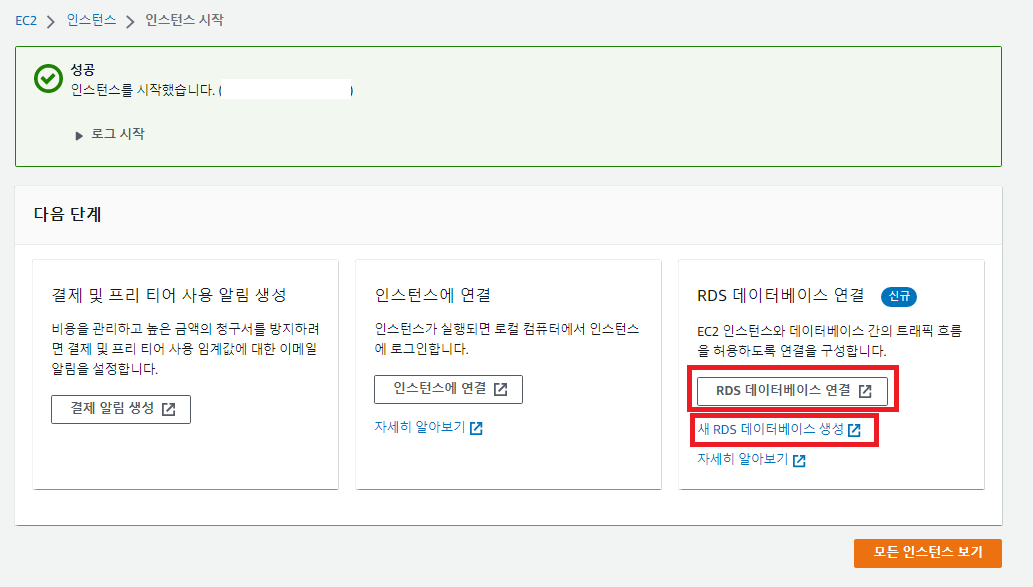 EC2 > 인스턴스 > 인스턴스 시작
성공
인스턴스를 시작했습니다. ( )
▶ 로그 시작
다음 단계
결제 및 프리 티어 사용 알림 생성
비용을 관리하고 높은 금액의 청구서를 방지하려
면 결제 및 프리 티어 사용 임계값에 대한 이메일
알림을 설정합니다.
결제 알림 생성
인스턴스에 연결
인스턴스가 실행되면 로컬 컴퓨터에서 인스턴스
에 로그인합니다.
인스턴스에 연결
자세히 알아보기
RDS 데이터베이스 연결 신규
EC2 인스턴스와 데이터베이스 간의 트래픽 흐름
을 허용하도록 연결을 구성합니다.
RDS 데이터베이스 연결
새 RDS 데이터베이스 생성
자세히 알아보기
모든 인스턴스 보기